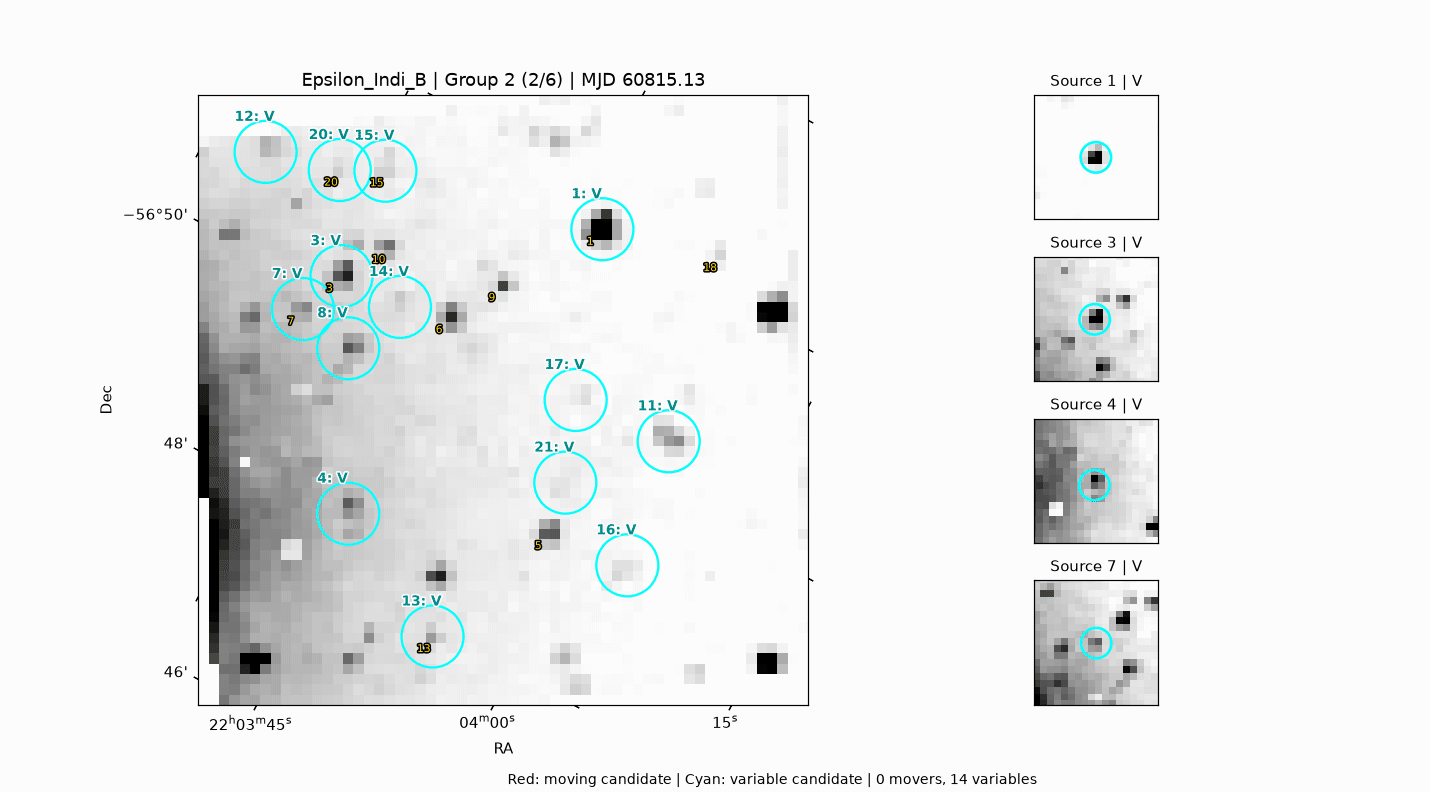 Epsilon_Indi_B | Group 2 (2/6) | MJD 60815.13
Source 1 | V
12: V
20: V
15: V
20
15
1: V
1
−56°50'
3: V
10
18
Source 3 | V
7: V
14: V
3
9
7
8: V
6
17: V
Dec
11: V
Source 4 | V
48'
21: V
4: V
16: V
5
Source 7 | V
13: V
13
46'
22h03m45s
04m00s
15s
RA
Red: moving candidate | Cyan: variable candidate | 0 movers, 14 variables